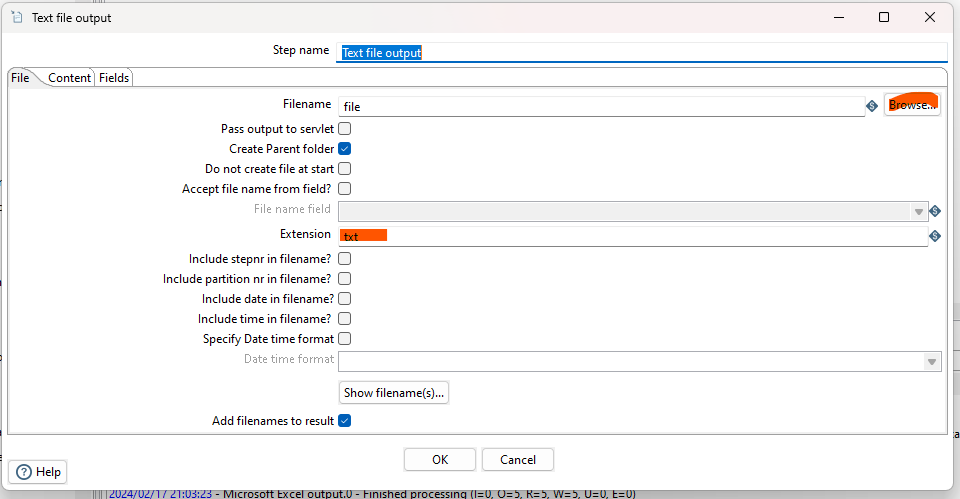 Text file output
Step name Text file output
File Content Fields
Filename file Browse...
Pass output to servlet
Create Parent folder
Do not create file at start
Accept file name from field?
File name field
Extension txt
Include stepnr in filename?
Include partition nr in filename?
Include date in filename?
Include time in filename?
Specify Date time format
Date time format
Show filename(s)...
Add filenames to result
OK Cancel
Help
2024/02/17 21:03:23 - Microsoft Excel output.0 - Finished processing (I=0, O=5, R=5, W=5, U=0, E=0)